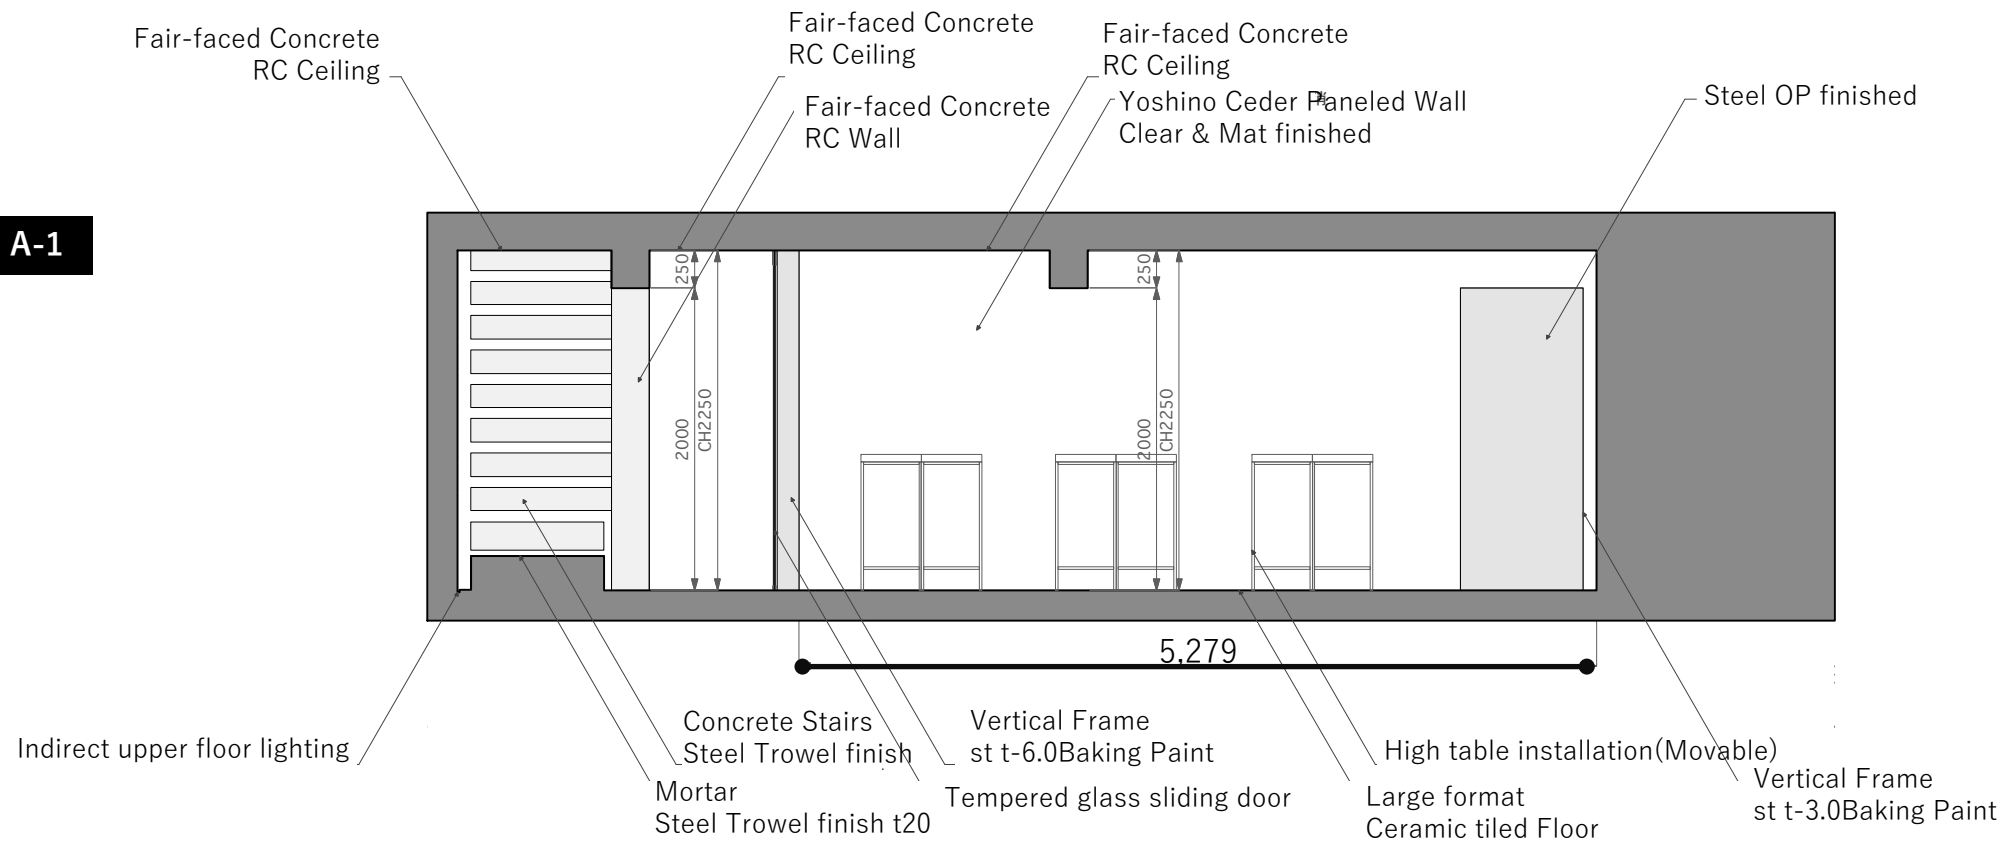 Fair-faced Concrete
RC Ceiling
Fair-faced Concrete
RC Ceiling
Fair-faced Concrete
RC Wall
Fair-faced Concrete
RC Ceiling
Yoshino Ceder Paneled Wall
Clear & Mat finished
Steel OP finished
A-1
250
2000
CH2250
250
2000
CH2250
5,279
Indirect upper floor lighting
Concrete Stairs
Steel Trowel finish
Mortar
Steel Trowel finish t20
Vertical Frame
st t-6.0Baking Paint
Tempered glass sliding door
High table installation(Movable)
Large format
Ceramic tiled Floor
Vertical Frame
st t-3.0Baking Paint